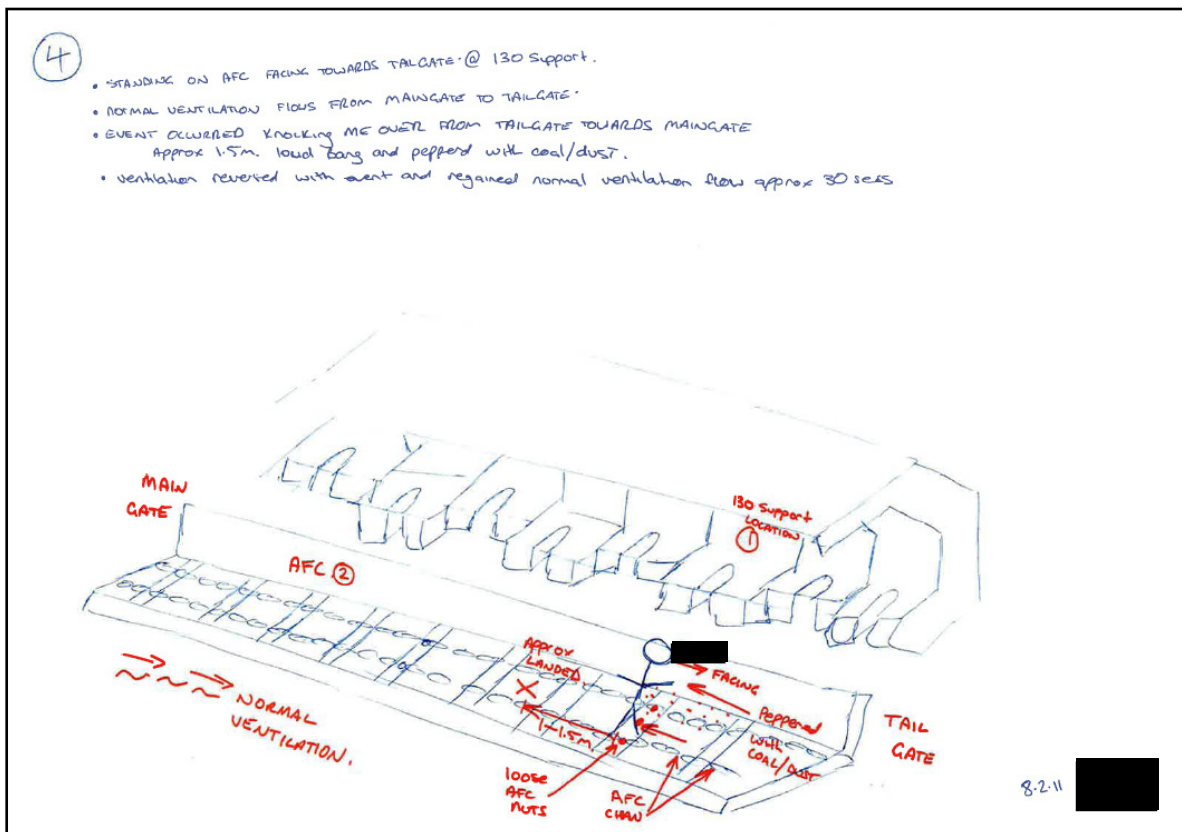 4
• STANDING ON AFC FACING TOWARDS TAILGATE. @ 130 Support.
• NORMAL VENTILATION FLOWS FROM MAINGATE TO TAILGATE.
• EVENT OCCURRED KNOCKING ME OVER FROM TAILGATE TOWARDS MAINGATE
Approx 1.5m. loud bang and pepperd with coal/dust.
• ventilation reversed with event and regained normal ventilation flow approx 30 secs
130 Support
LOCATION
1
MAIN
GATE
AFC 2
APPROX
LANDED
FACING
Peppered
with
COAL/DUST
TAIL
GATE
1-1.5m.
NORMAL
VENTILATION.
loose
AFC
NUTS
AFC
CHAN
8.2.11